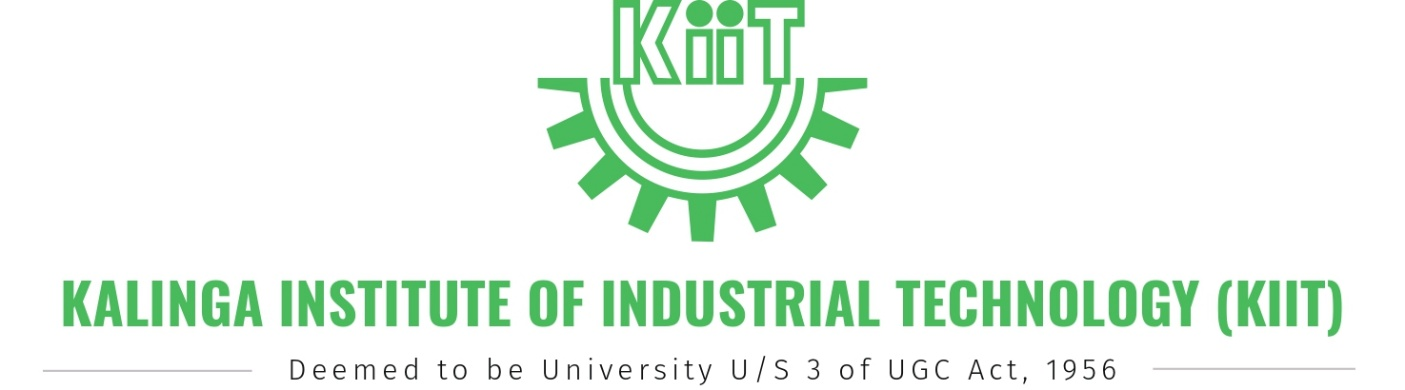 KiiT
KALINGA INSTITUTE OF INDUSTRIAL TECHNOLOGY (KIIT)
Deemed to be University U/S 3 of UGC Act, 1956